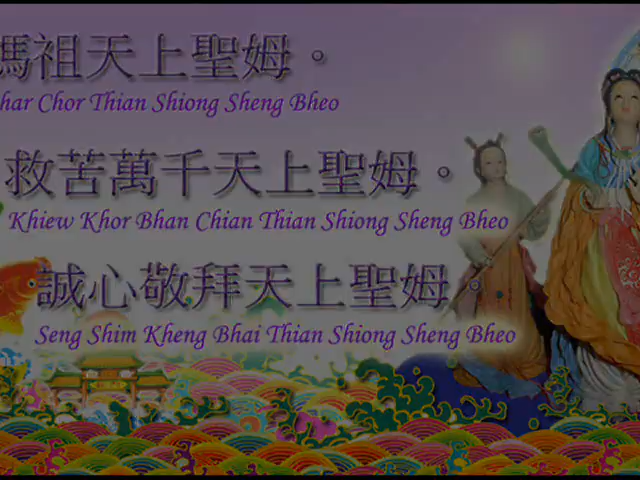 媽祖天上聖姆。
har Chor Thian Shiong Sheng Bheo
救苦萬千天上聖姆。
Khiew Khor Bhan Chian Thian Shiong Sheng Bheo
誠心敬拜天上聖姆。
Seng Shim Kheng Bhai Thian Shiong Sheng Bheo